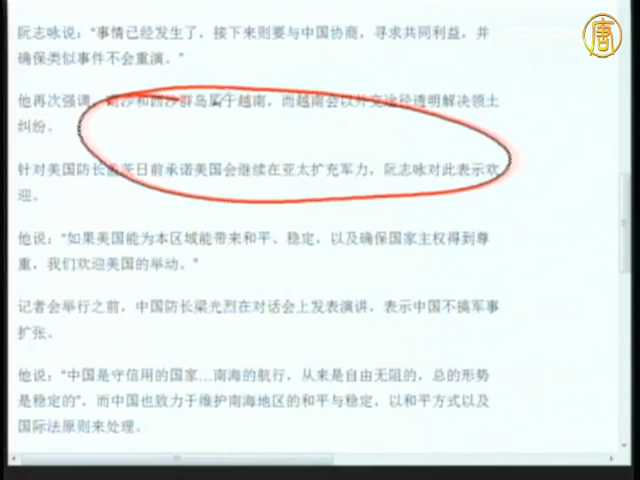 阮志咏说：“事情已经发生了，接下来则要与中国协商，寻求共同利益，并
确保类似事件不会重演。”
他再次强调，南沙和西沙群岛属于越南，而越南会以外交途径透明解决领土
纠纷。
针对美国防长盖茨日前承诺美国会继续在亚太扩充军力，阮志咏对此表示欢
迎。
他说：“如果美国能为本区域能带来和平、稳定，以及确保国家主权得到尊
重，我们欢迎美国的举动。”
记者会举行之前，中国防长梁光烈在对话会上发表演讲，表示中国不搞军事
扩张。
他说：“中国是守信用的国家…南海的航行，从来是自由无阻的，总的形势
是稳定的”，而中国也致力于维护南海地区的和平与稳定，以和平方式以及
国际法原则来处理。
唐